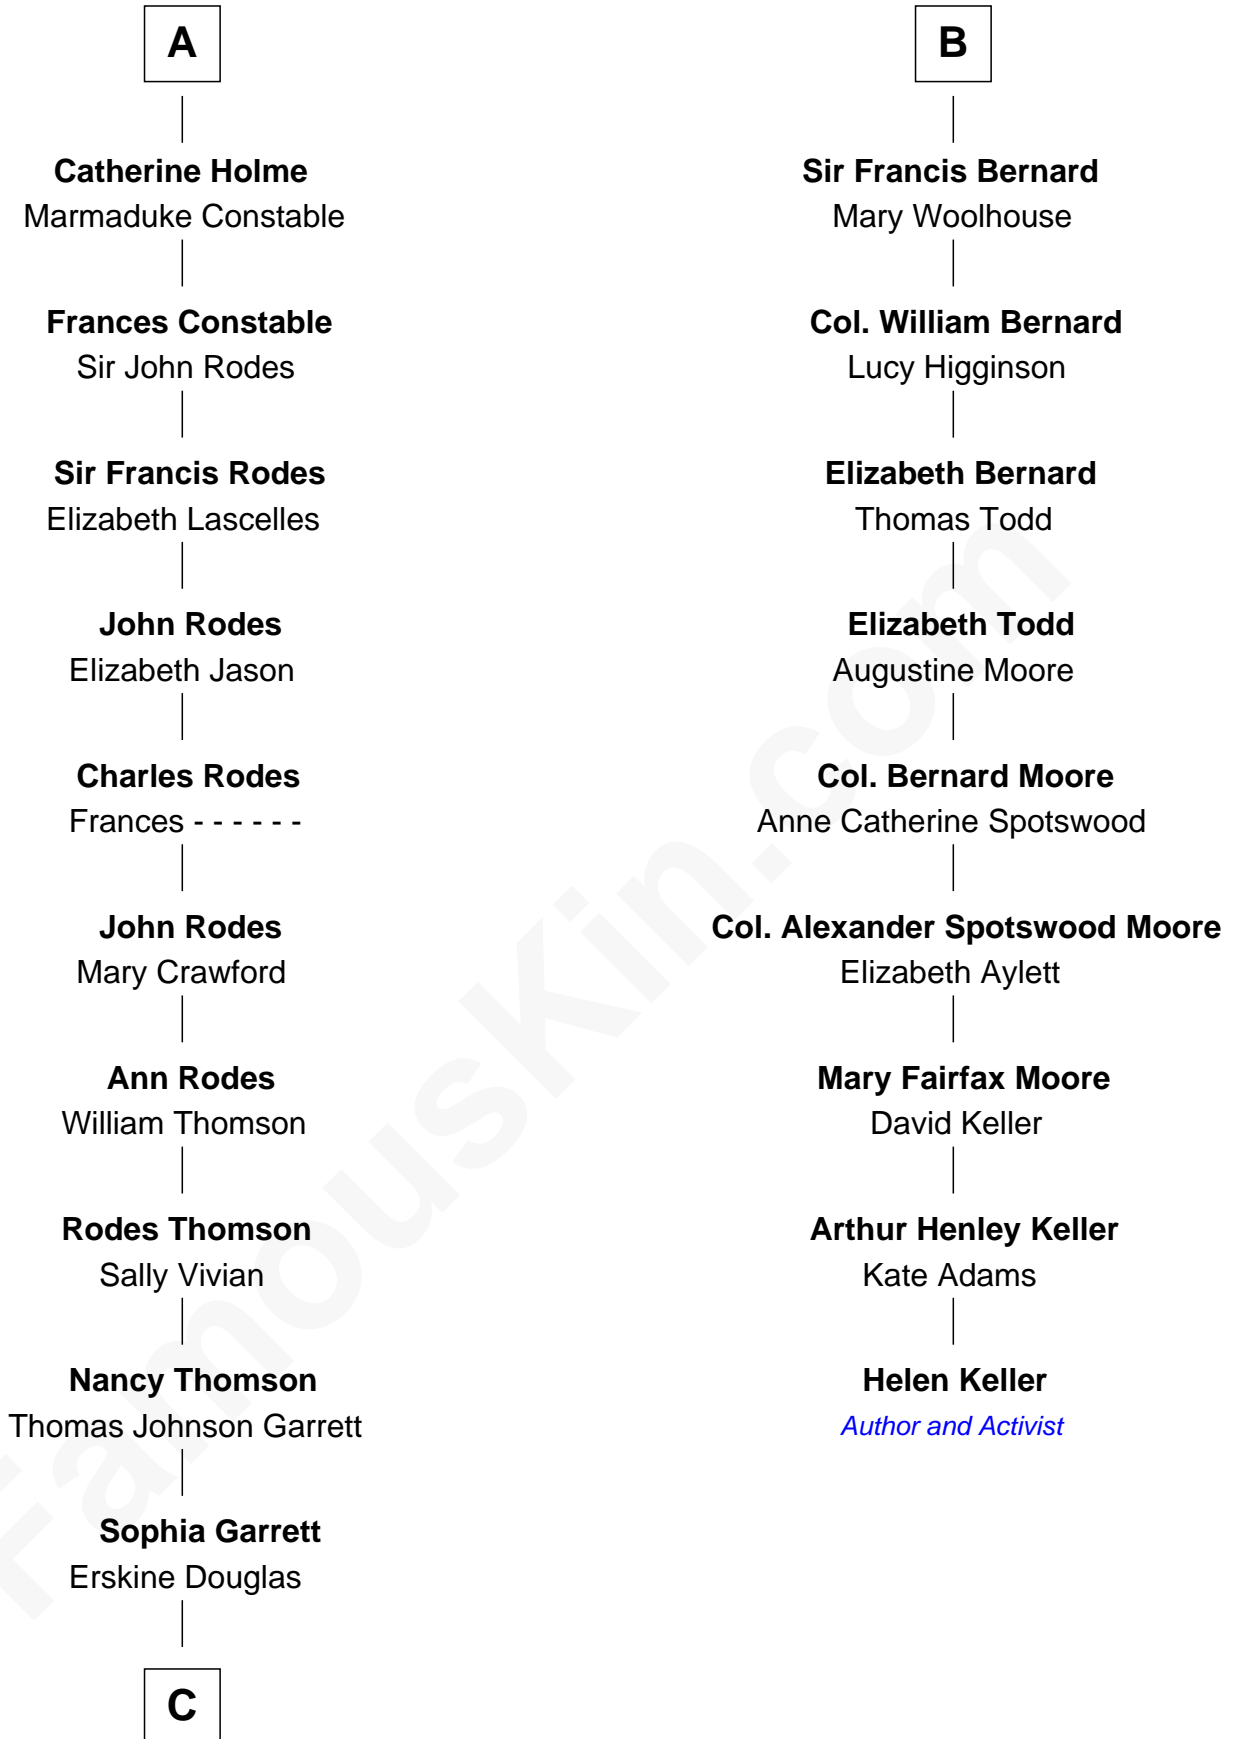 A
Catherine Holme
Marmaduke Constable
Frances Constable
Sir John Rodes
Sir Francis Rodes
Elizabeth Lascelles
John Rodes
Elizabeth Jason
Charles Rodes
Frances - - - - - -
John Rodes
Mary Crawford
Ann Rodes
William Thomson
Rodes Thomson
Sally Vivian
Nancy Thomson
Thomas Johnson Garrett
Sophia Garrett
Erskine Douglas
C
B
Sir Francis Bernard
Mary Woolhouse
Col. William Bernard
Lucy Higginson
Elizabeth Bernard
Thomas Todd
Elizabeth Todd
Augustine Moore
Col. Bernard Moore
Anne Catherine Spotswood
Col. Alexander Spotswood Moore
Elizabeth Aylett
Mary Fairfax Moore
David Keller
Arthur Henley Keller
Kate Adams
Helen Keller
Author and Activist
FamousKin.com